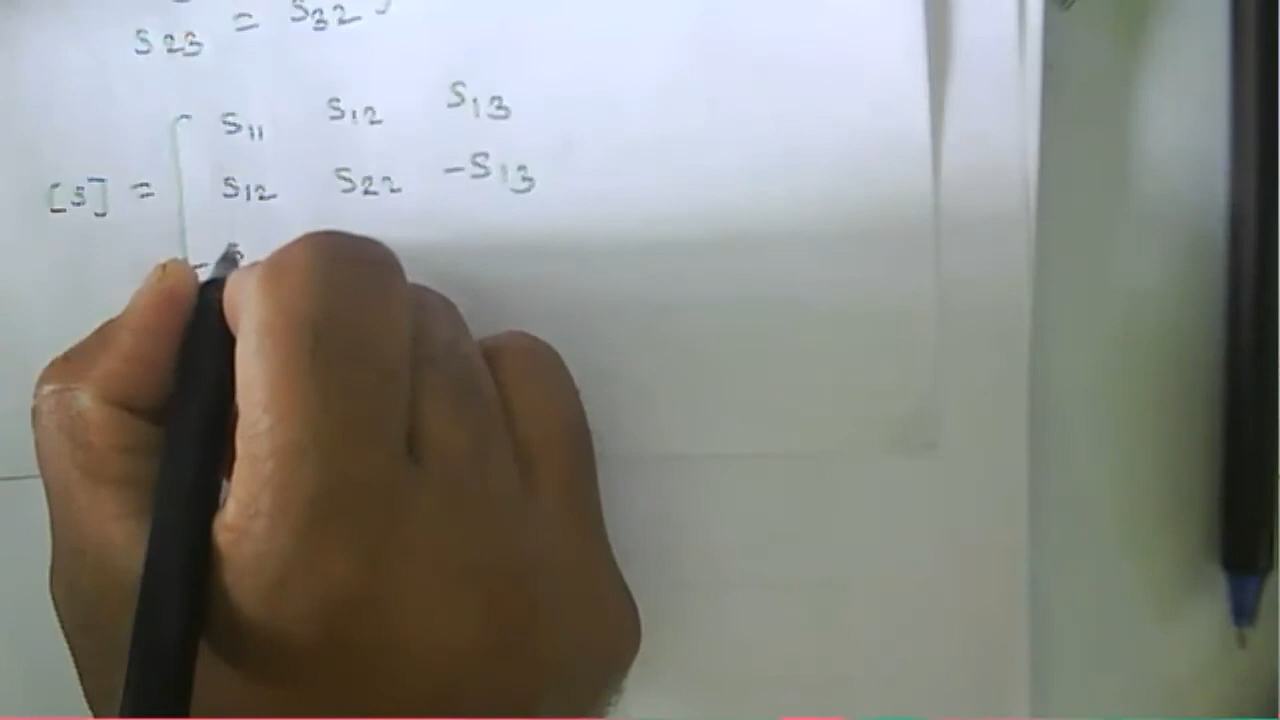 S23 = S32
S11 S12 S13
[S] = S12 S22 -S13
- S